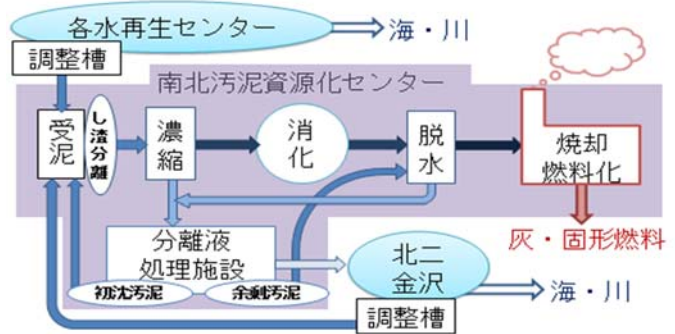 各水再生センター
海・川
調整槽
南北汚泥資源化センター
受泥
し渣分離
濃縮
消化
脱水
焼却
燃料化
灰・固形燃料
分離液
処理施設
初沈汚泥
余剰汚泥
北二
金沢
調整槽
海・川